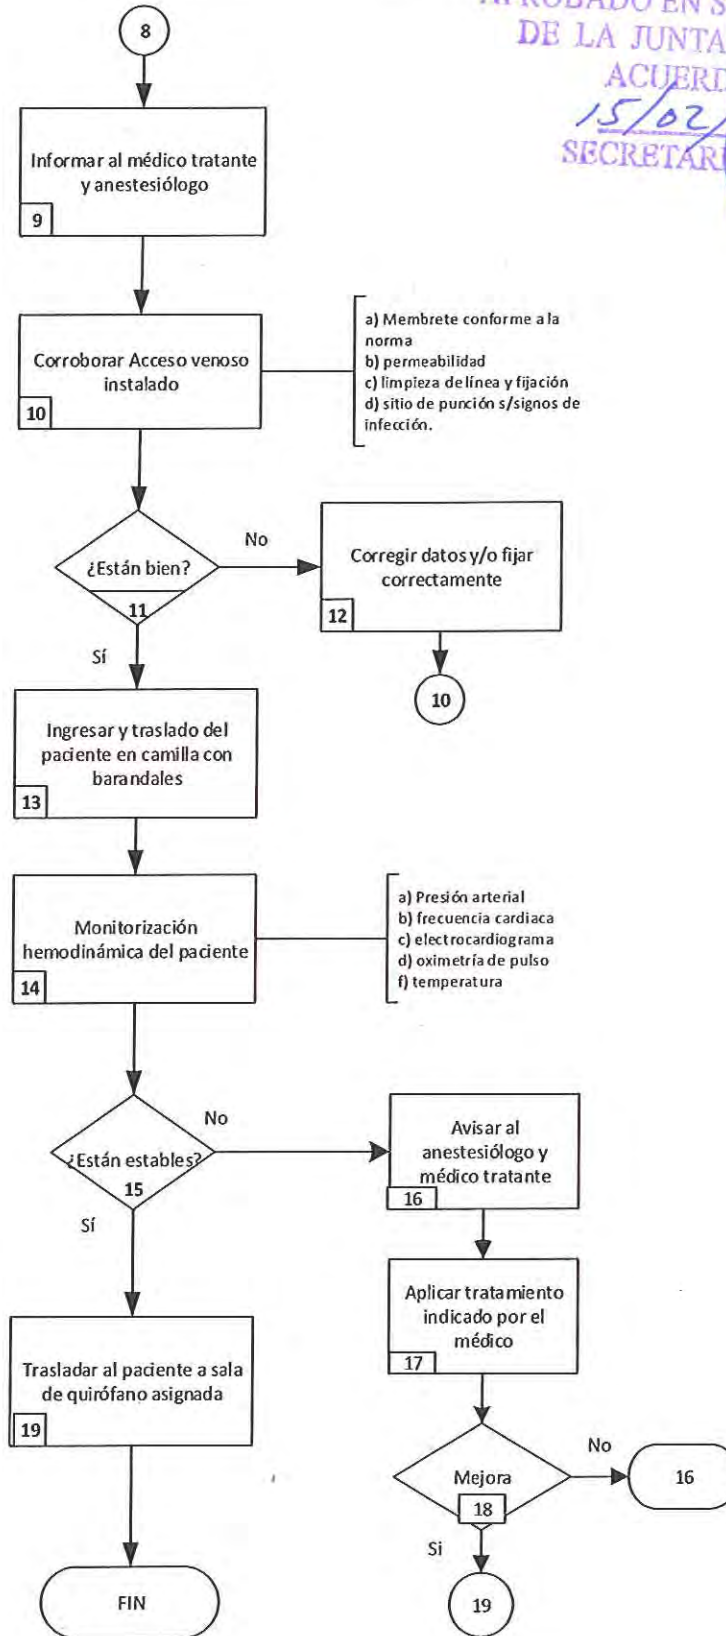 8
DE LA JUNTA
15/02/
Informar al médico tratante
y anestesiólogo
9
Corroborar Acceso venoso
instalado
10
a) Membrete conforme a la
norma
b) permeabilidad
c) limpieza de línea y fijación
d) sitio de punción s/signos de
infección.
¿Están bien?
11
No
Corregir datos y/o fijar
correctamente
12
10
Sí
Ingresar y traslado del
paciente en camilla con
barandales
13
Monitorización
hemodinámica del paciente
14
a) Presión arterial
b) frecuencia cardiaca
c) electrocardiograma
d) oximetría de pulso
f) temperatura
¿Están estables?
15
No
Avisar al
anestesiólogo y
médico tratante
16
Sí
Aplicar tratamiento
indicado por el
médico
17
Trasladar al paciente a sala
de quirófano asignada
19
Mejora
18
No
16
Si
19
FIN